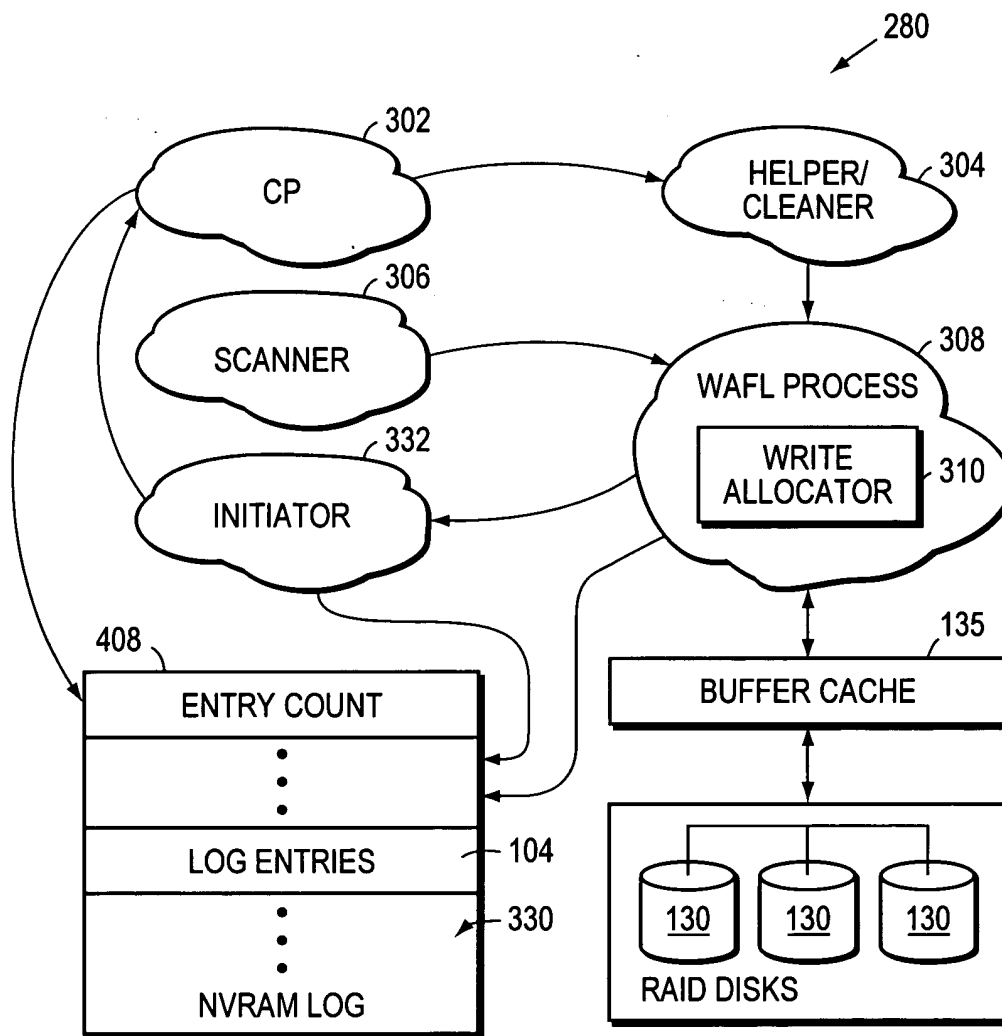 280
302
CP
HELPER/
CLEANER
304
306
SCANNER
308
WAFL PROCESS
WRITE
ALLOCATOR
310
332
INITIATOR
408
ENTRY COUNT
135
BUFFER CACHE
LOG ENTRIES
104
130 130 130
330
RAID DISKS
NVRAM LOG